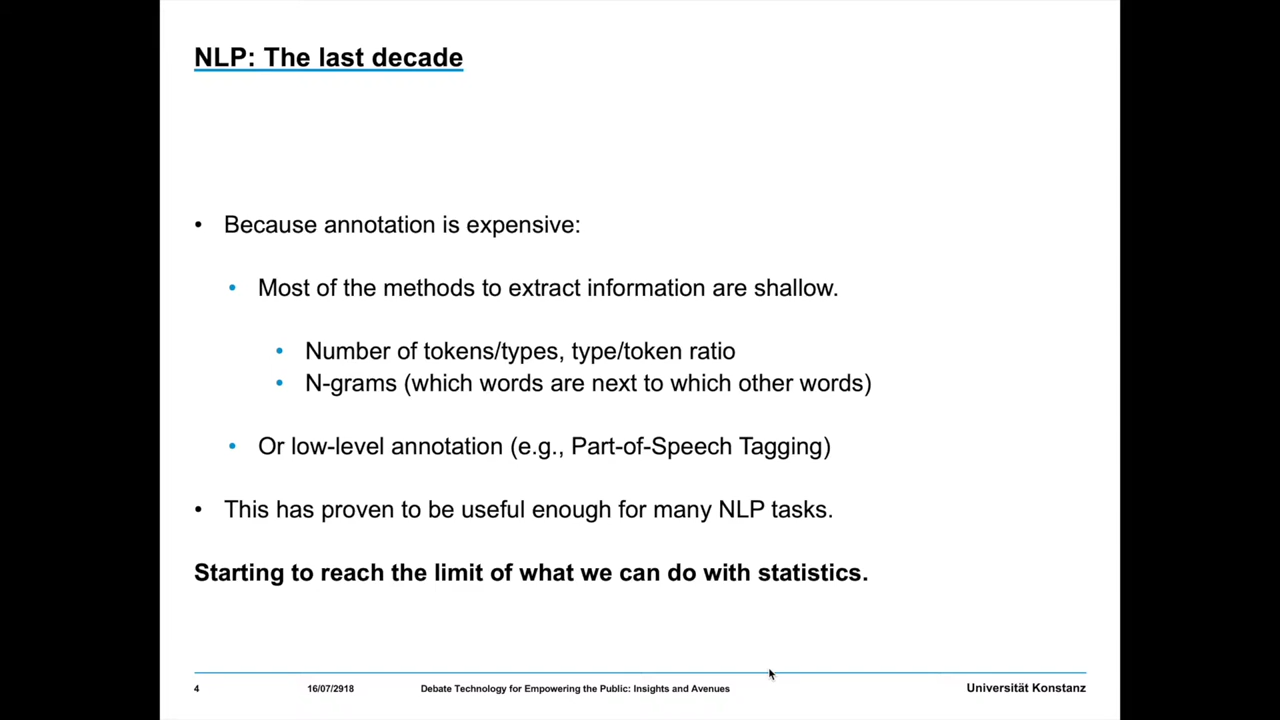 NLP: The last decade
• Because annotation is expensive:
• Most of the methods to extract information are shallow.
• Number of tokens/types, type/token ratio
• N-grams (which words are next to which other words)
• Or low-level annotation (e.g., Part-of-Speech Tagging)
• This has proven to be useful enough for many NLP tasks.
Starting to reach the limit of what we can do with statistics.
4 16/07/2918 Debate Technology for Empowering the Public: Insights and Avenues Universität Konstanz